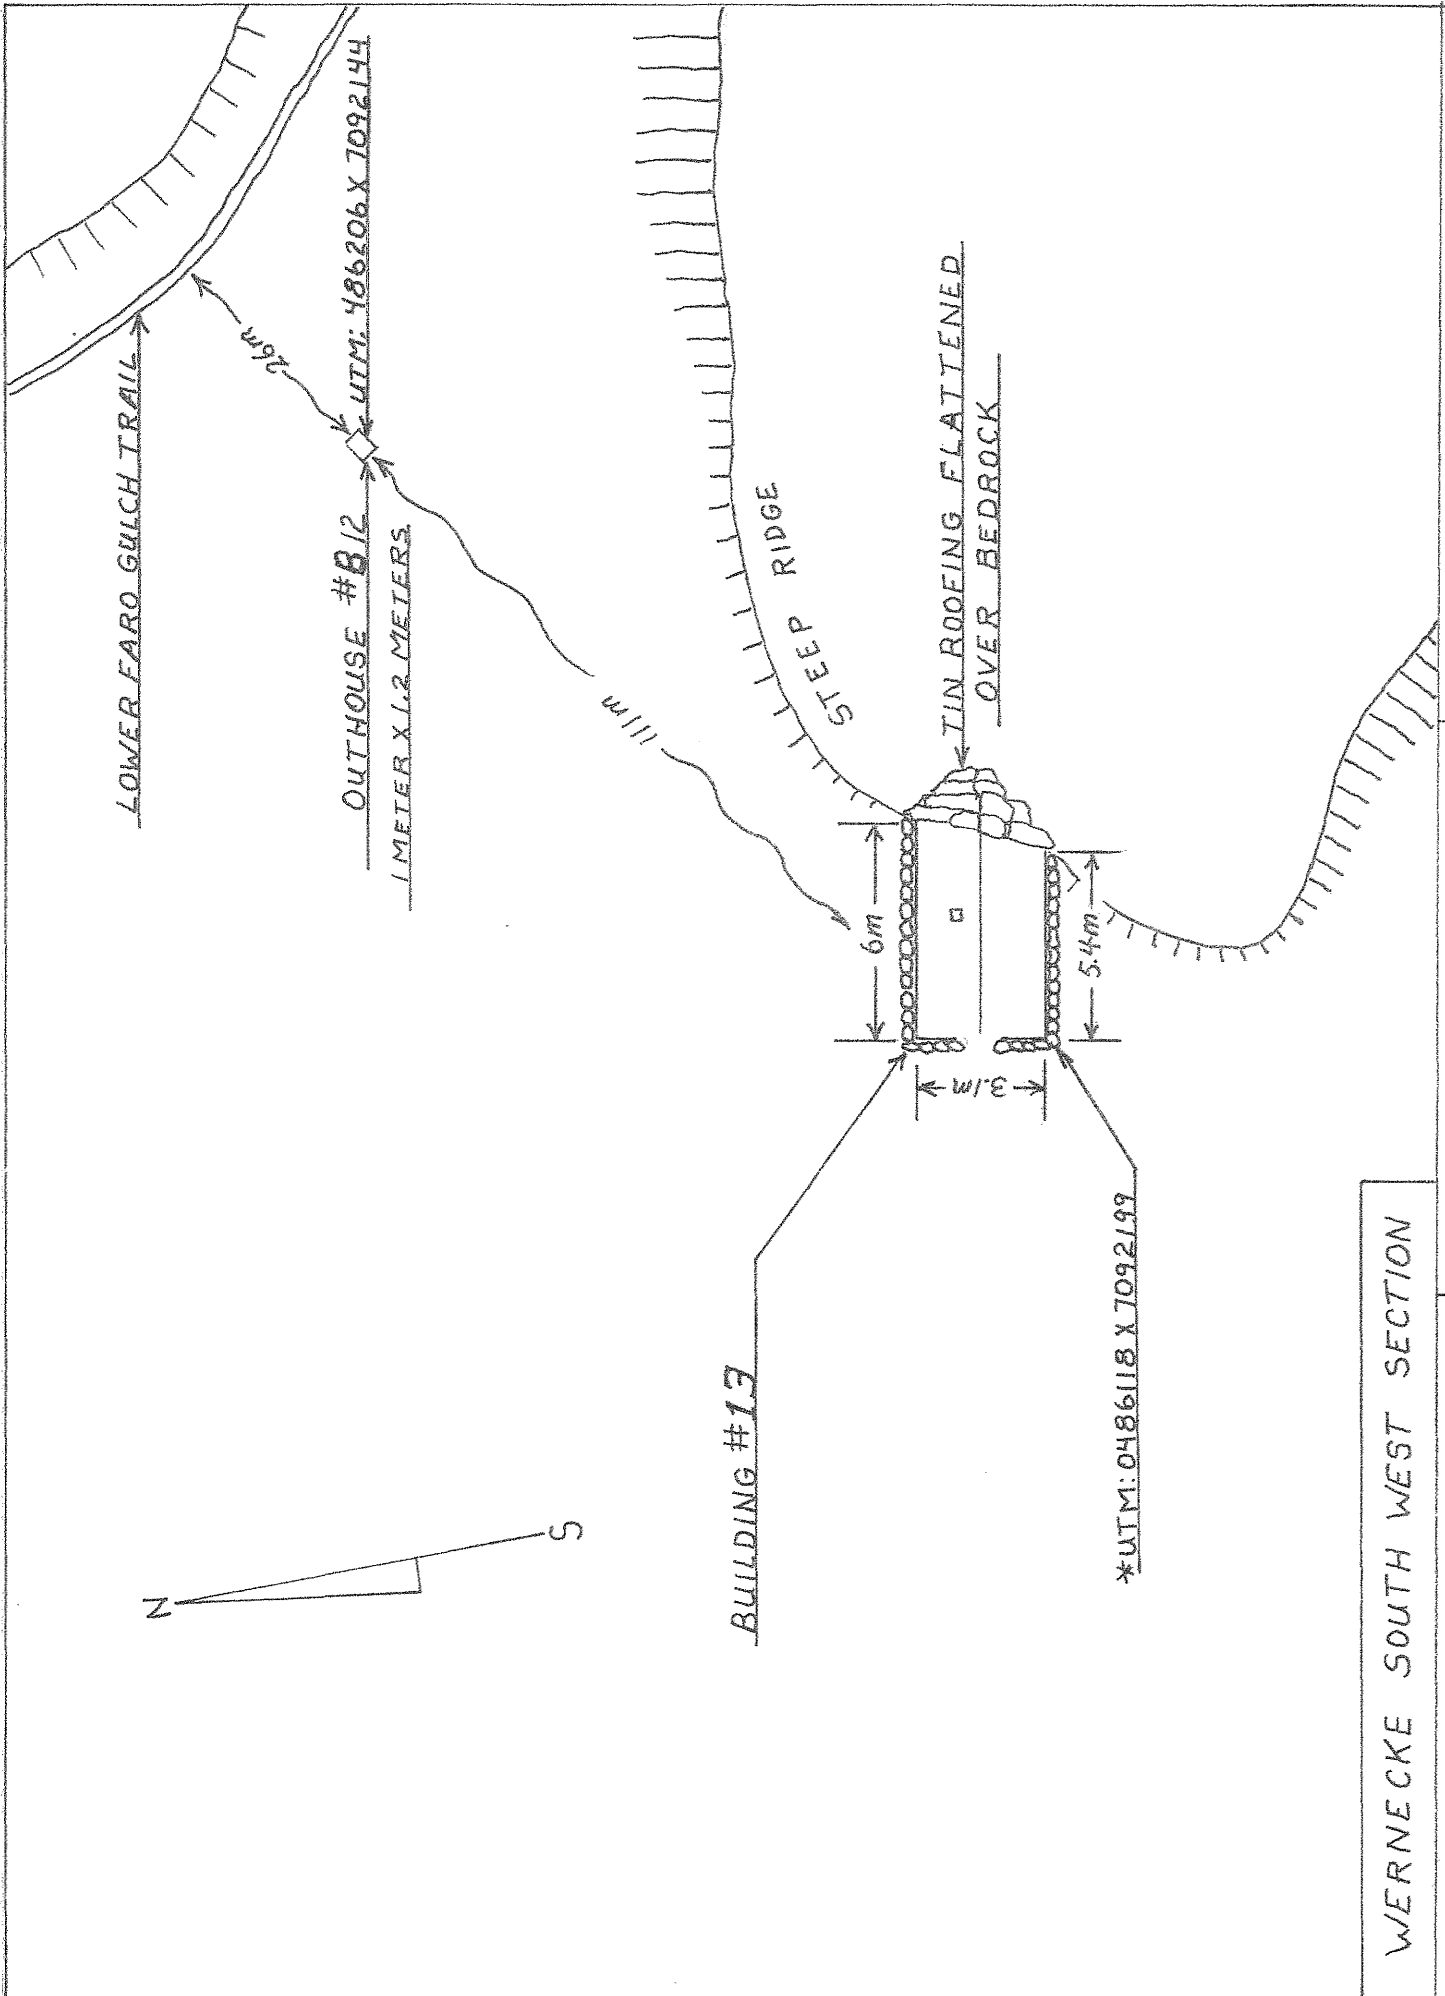 LOWER FARO GULCH TRAIL
26m
OUTHOUSE #B12
UTM: 486206 X 7092144
1 METER X 1.2 METERS
111m
STEEP RIDGE
BUILDING #13
6m
TIN ROOFING FLATTENED
OVER BEDROCK
3.1m
5.4m
*UTM: 0486118 X 7092199
N
S
WERNECKE SOUTH WEST SECTION